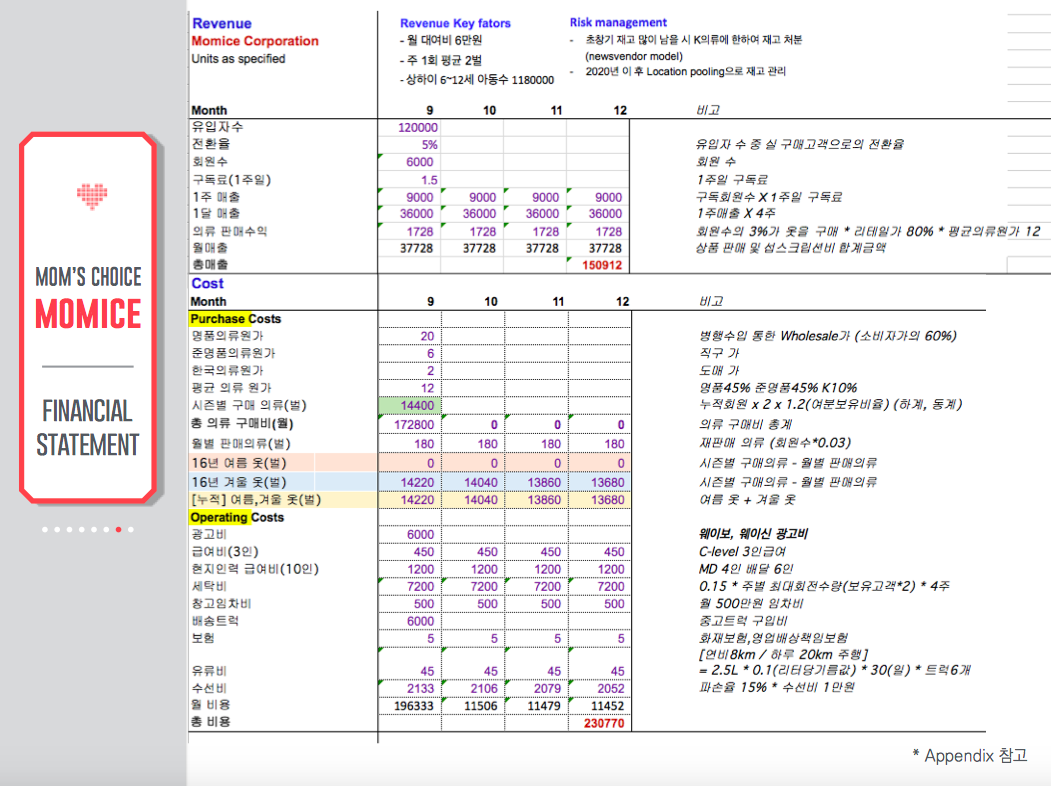 MOM'S CHOICE
MOMICE
FINANCIAL
STATEMENT
Revenue
Momice Corporation
Units as specified
Revenue Key fators
- 월 대여비 6만원
- 주 1회 평균 2벌
- 상하이 6~12세 아동수 1180000
Risk management
- 초창기 재고 많이 남을 시 K의류에 한하여 재고 처분
(newsvendor model)
- 2020년 이 후 Location pooling으로 재고 관리
Month 9 10 11 12 비고
유입자수 120000
전환율 5% 유입자 수 중 실 구매고객으로의 전환율
회원수 6000 회원 수
구독료(1주일) 1.5 1주일 구독료
1주 매출 9000 9000 9000 9000 구독회원수 X 1주일 구독료
1달 매출 36000 36000 36000 36000 1주매출 X 4주
의류 판매수익 1728 1728 1728 1728 회원수의 3%가 옷을 구매 * 리테일가 80% * 평균의류원가 12
월매출 37728 37728 37728 37728 상품 판매 및 섭스크립션비 합계금액
총매출 150912
Cost
Month 9 10 11 12 비고
Purchase Costs
명품의류원가 20 병행수입 통한 Wholesale가 (소비자가의 60%)
준명품의류원가 6 직구 가
한국의류원가 2 도매 가
평균 의류 원가 12 명품45% 준명품45% K10%
시즌별 구매 의류(벌) 14400 누적회원 x 2 x 1.2(여분보유비율) (하계, 동계)
총 의류 구매비(월) 172800 0 0 0 의류 구매비 총계
월별 판매의류(벌) 180 180 180 180 재판매 의류 (회원수*0.03)
16년 여름 옷(벌) 0 0 0 0 시즌별 구매의류 - 월별 판매의류
16년 겨울 옷(벌) 14220 14040 13860 13680 시즌별 구매의류 - 월별 판매의류
[누적] 여름,겨울 옷(벌) 14220 14040 13860 13680 여름 옷 + 겨울 옷
Operating Costs
광고비 6000 웨이보, 웨이신 광고비
급여비(3인) 450 450 450 450 C-level 3인급여
현지인력 급여비(10인) 1200 1200 1200 1200 MD 4인 배달 6인
세탁비 7200 7200 7200 7200 0.15 * 주별 최대회전수량(보유고객*2) * 4주
창고임차비 500 500 500 500 월 500만원 임차비
배송트럭 6000 중고트럭 구입비
보험 5 5 5 5 화재보험,영업배상책임보험
[연비8km / 하루 20km 주행]
유류비 45 45 45 45 = 2.5L * 0.1(리터당기름값) * 30(일) * 트럭6개
수선비 2133 2106 2079 2052 파손율 15% * 수선비 1만원
월 비용 196333 11506 11479 11452
총 비용 230770
* Appendix 참고